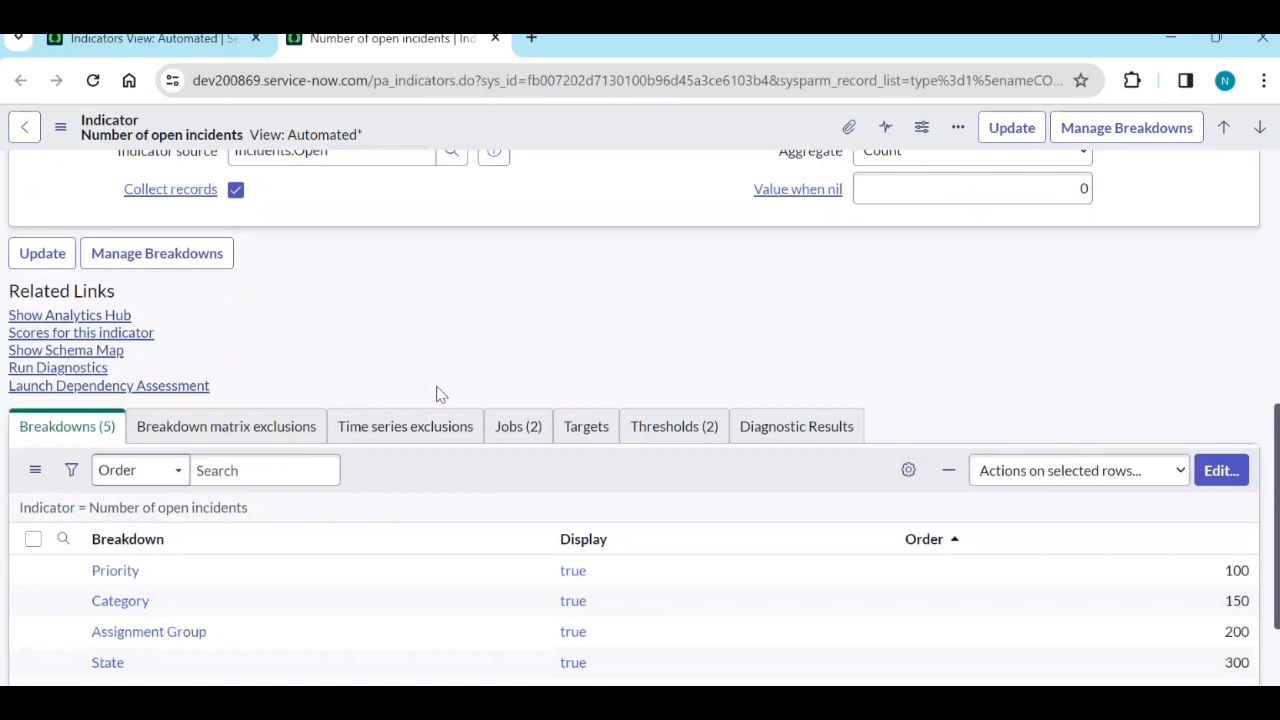 Indicators View: Automated | Se
Number of open incidents | Ind
dev200869.service-now.com/pa_indicators.do?sys_id=fb007202d7130100b96d45a3ce6103b4&sysparm_record_list=type%3d1%5enameCO...
N
Indicator
Number of open incidents View: Automated*
Update
Manage Breakdowns
Indicator source
Incidents.Open
Aggregate
Count
Collect records
Value when nil
0
Update
Manage Breakdowns
Related Links
Show Analytics Hub
Scores for this indicator
Show Schema Map
Run Diagnostics
Launch Dependency Assessment
Breakdowns (5) Breakdown matrix exclusions Time series exclusions Jobs (2) Targets Thresholds (2) Diagnostic Results
Order Search Actions on selected rows... Edit...
Indicator = Number of open incidents
Breakdown Display Order
Priority true 100
Category true 150
Assignment Group true 200
State true 300